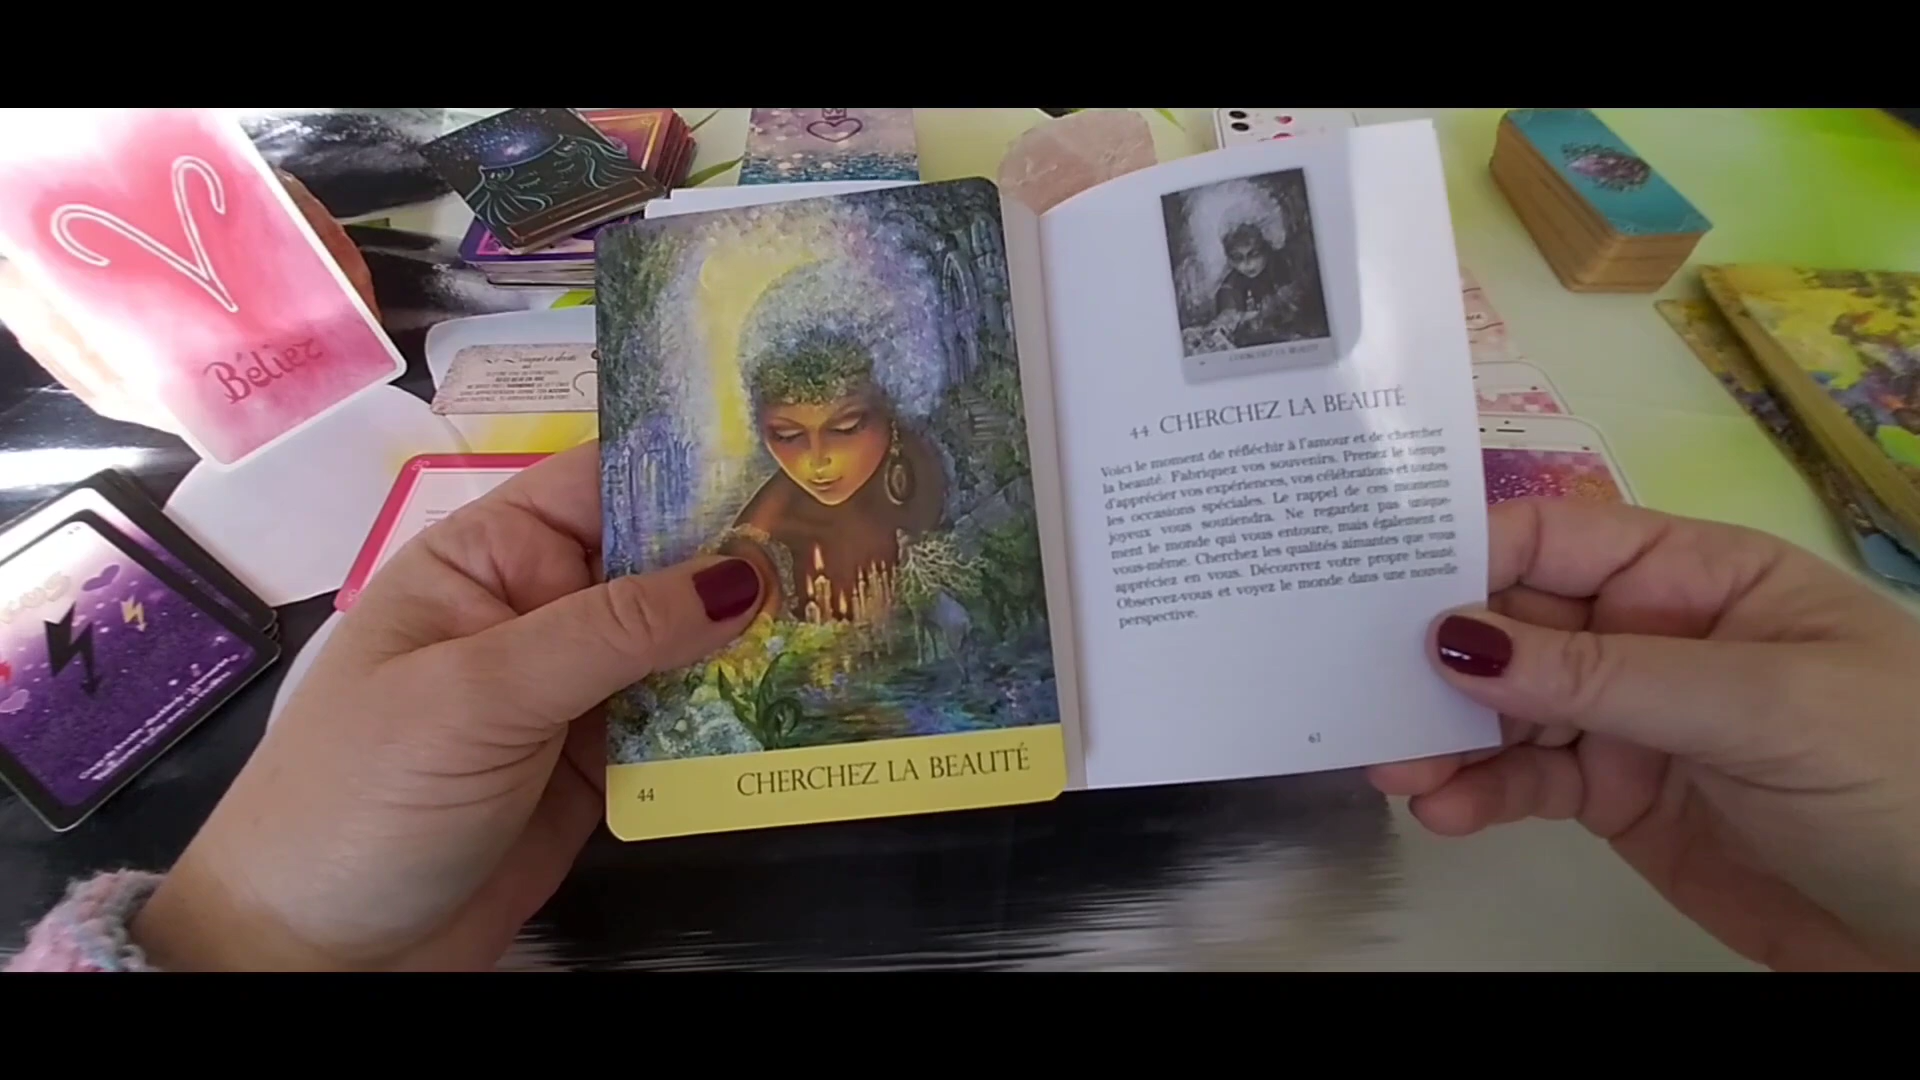 Bélier
44
CHERCHEZ LA BEAUTÉ
CHERCHEZ LA BEAUTÉ
44 CHERCHEZ LA BEAUTÉ
Voici le moment de réfléchir à l'amour et de chercher
la beauté. Fabriquez vos souvenirs. Prenez le temps
d'apprécier vos expériences, vos célébrations et toutes
les occasions spéciales. Le rappel de ces moments
joyeux vous soutiendra. Ne regardez pas unique-
ment le monde qui vous entoure, mais également en
vous-même. Cherchez les qualités aimantes que vous
appréciez en vous. Découvrez votre propre beauté.
Observez-vous et voyez le monde dans une nouvelle
perspective.
61